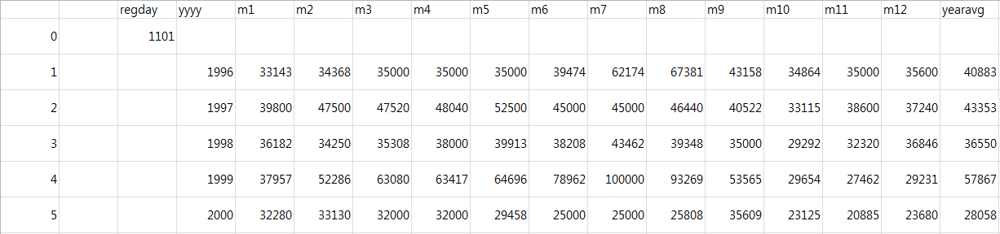 regday yyyy m1 m2 m3 m4 m5 m6 m7 m8 m9 m10 m11 m12 yearavg
0 1101
1 1996 33143 34368 35000 35000 35000 39474 62174 67381 43158 34864 35000 35600 40883
2 1997 39800 47500 47520 48040 52500 45000 45000 46440 40522 33115 38600 37240 43353
3 1998 36182 34250 35308 38000 39913 38208 43462 39348 35000 29292 32320 36846 36550
4 1999 37957 52286 63080 63417 64696 78962 100000 93269 53565 29654 27462 29231 57867
5 2000 32280 33130 32000 32000 29458 25000 25000 25808 35609 23125 20885 23680 28058